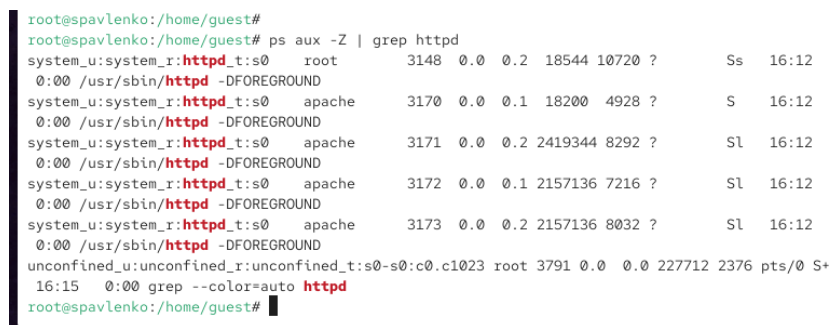 root@spavlenko:/home/guest#
root@spavlenko:/home/guest# ps aux -Z | grep httpd
system_u:system_r:httpd_t:s0    root        3148  0.0  0.2  18544 10720 ?        Ss   16:12
 0:00 /usr/sbin/httpd -DFOREGROUND
system_u:system_r:httpd_t:s0    apache      3170  0.0  0.1  18200  4928 ?        S    16:12
 0:00 /usr/sbin/httpd -DFOREGROUND
system_u:system_r:httpd_t:s0    apache      3171  0.0  0.2 2419344 8292 ?        Sl   16:12
 0:00 /usr/sbin/httpd -DFOREGROUND
system_u:system_r:httpd_t:s0    apache      3172  0.0  0.1 2157136 7216 ?        Sl   16:12
 0:00 /usr/sbin/httpd -DFOREGROUND
system_u:system_r:httpd_t:s0    apache      3173  0.0  0.2 2157136 8032 ?        Sl   16:12
 0:00 /usr/sbin/httpd -DFOREGROUND
unconfined_u:unconfined_r:unconfined_t:s0-s0:c0.c1023 root 3791 0.0  0.0 227712 2376 pts/0 S+
 16:15   0:00 grep --color=auto httpd
root@spavlenko:/home/guest#